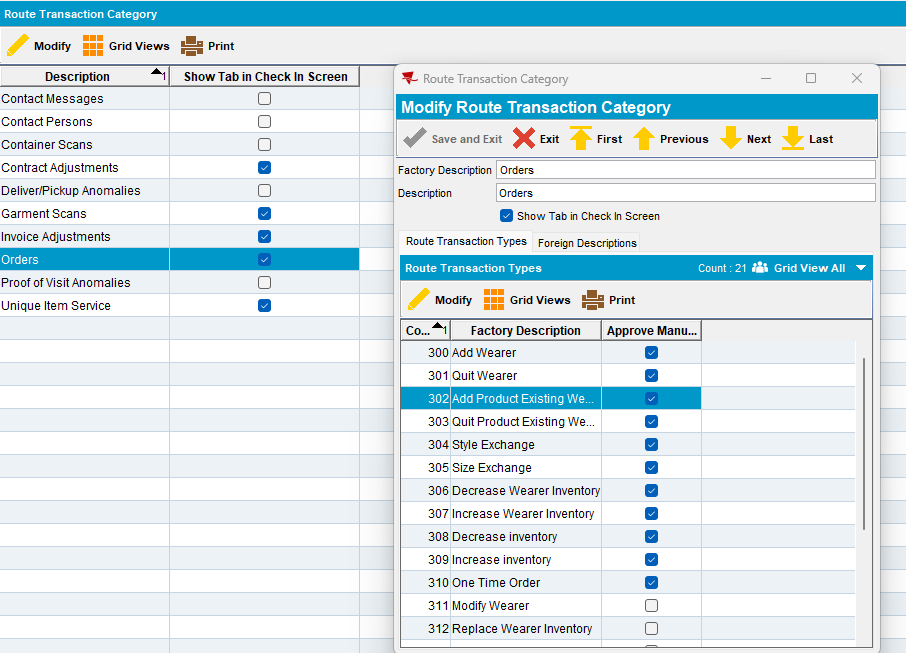 Route Transaction Category
Modify Grid Views Print
Description 1 Show Tab in Check In Screen
Contact Messages
Contact Persons
Container Scans
Contract Adjustments
Deliver/Pickup Anomalies
Garment Scans
Invoice Adjustments
Orders
Proof of Visit Anomalies
Unique Item Service
Route Transaction Category
Modify Route Transaction Category
Save and Exit Exit First Previous Next Last
Factory Description Orders
Description Orders
Show Tab in Check In Screen
Route Transaction Types Foreign Descriptions
Route Transaction Types Count : 21 Grid View All
Modify Grid Views Print
Co... 1 Factory Description Approve Manu...
300 Add Wearer
301 Quit Wearer
302 Add Product Existing We...
303 Quit Product Existing We...
304 Style Exchange
305 Size Exchange
306 Decrease Wearer Inventory
307 Increase Wearer Inventory
308 Decrease inventory
309 Increase inventory
310 One Time Order
311 Modify Wearer
312 Replace Wearer Inventory